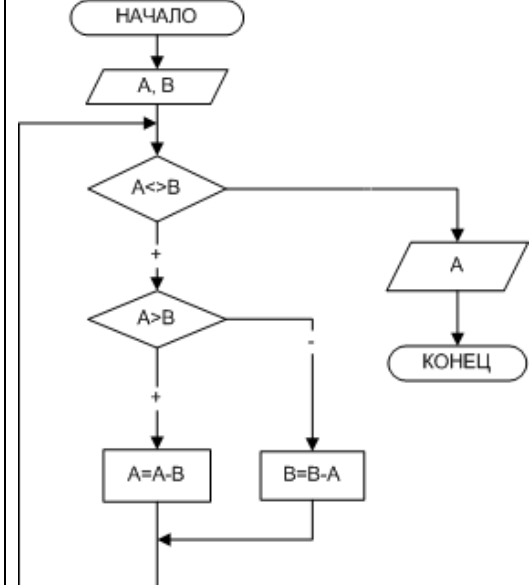 НАЧАЛО
A, B
A<>B
+
A
A>B
-
КОНЕЦ
+
A=A-B
B=B-A